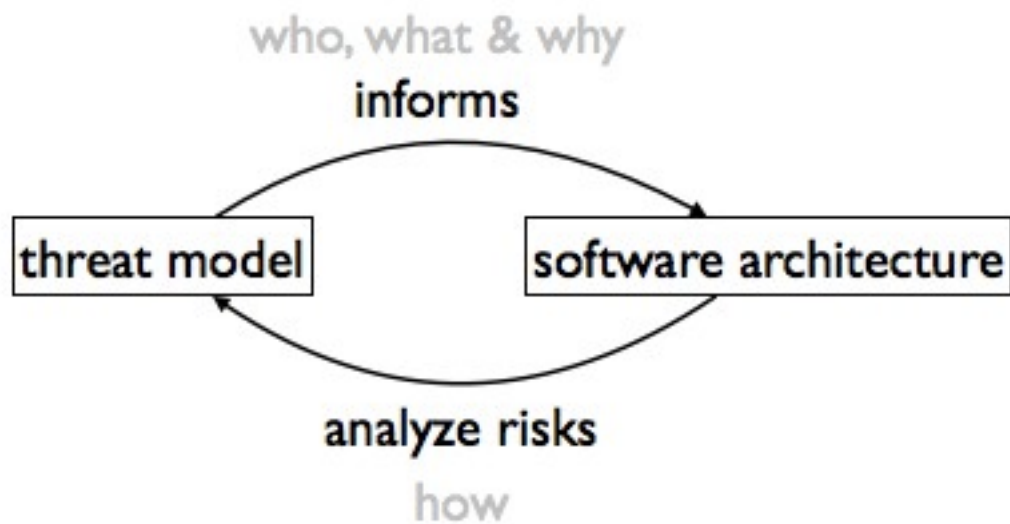 who, what & why
informs
threat model
software architecture
analyze risks
how